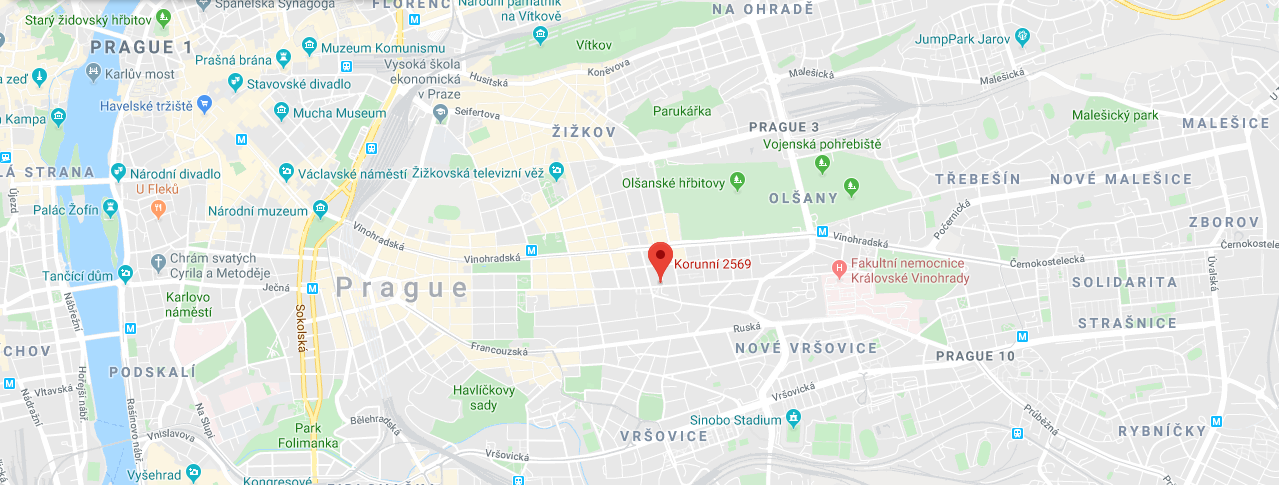 Španělská Synagoga
FLORENC
Národní památník
na Vítkově
NA OHRADĚ
Starý židovský hřbitov
PRAGUE 1
Muzeum Komunismu
Vítkov
JumpPark Jarov
Prašná brána
Vysoká škola
ekonomická
v Praze
Husitská
Koněvova
Malešická
Malešická
Karlův most
Stavovské divadlo
Havelské tržiště
Mucha Museum
Seifertova
Parukářka
Malešický park
Kampa
ŽIŽKOV
PRAGUE 3
MALEŠICE
Vojenská pohřebiště
STRANA
Národní divadlo
Václavské náměstí
Žižkovská televizní věž
Olšanské hřbitovy
TŘEBEŠÍN
NOVÉ MALEŠICE
U Fleků
Újezd
OLŠANY
Palác Žofín
Národní muzeum
Počernická
ZBOROV
Vinohradská
Vinohradská
Vinohradská
Černokostelecká
Černokostele
Chrám svatých
Cyrila a Metoděje
Korunní 2569
Fakultní nemocnice
Královské Vinohrady
Tančící dům
Ječná
Prague
SOLIDARITA
Úvalská
Karlovo
náměstí
Nábřežní
Sokolská
Ruská
STRAŠNICE
Francouzská
NOVÉ VRŠOVICE
PRAGUE 10
CHOV
PODSKALÍ
Vltavská
Nádražní
Hořejší nábř.
Rašínovo nábř.
Na Slupi
Havlíčkovy
sady
Vršovická
Bělehradská
Průběžná
Sinobo Stadium
Park
Folimanka
Vnislavova
VRŠOVICE
RYBNÍČKY
Vršovická
Vyšehrad
Kongresové